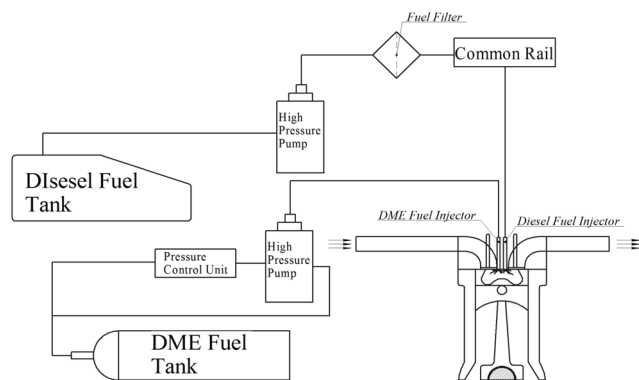 Fuel Filter
Common Rail
High
Pressure
Pump
DIsesel Fuel
Tank
DME Fuel Injector
Diesel Fuel Injector
High
Pressure
Pump
Pressure
Control Unit
DME Fuel
Tank